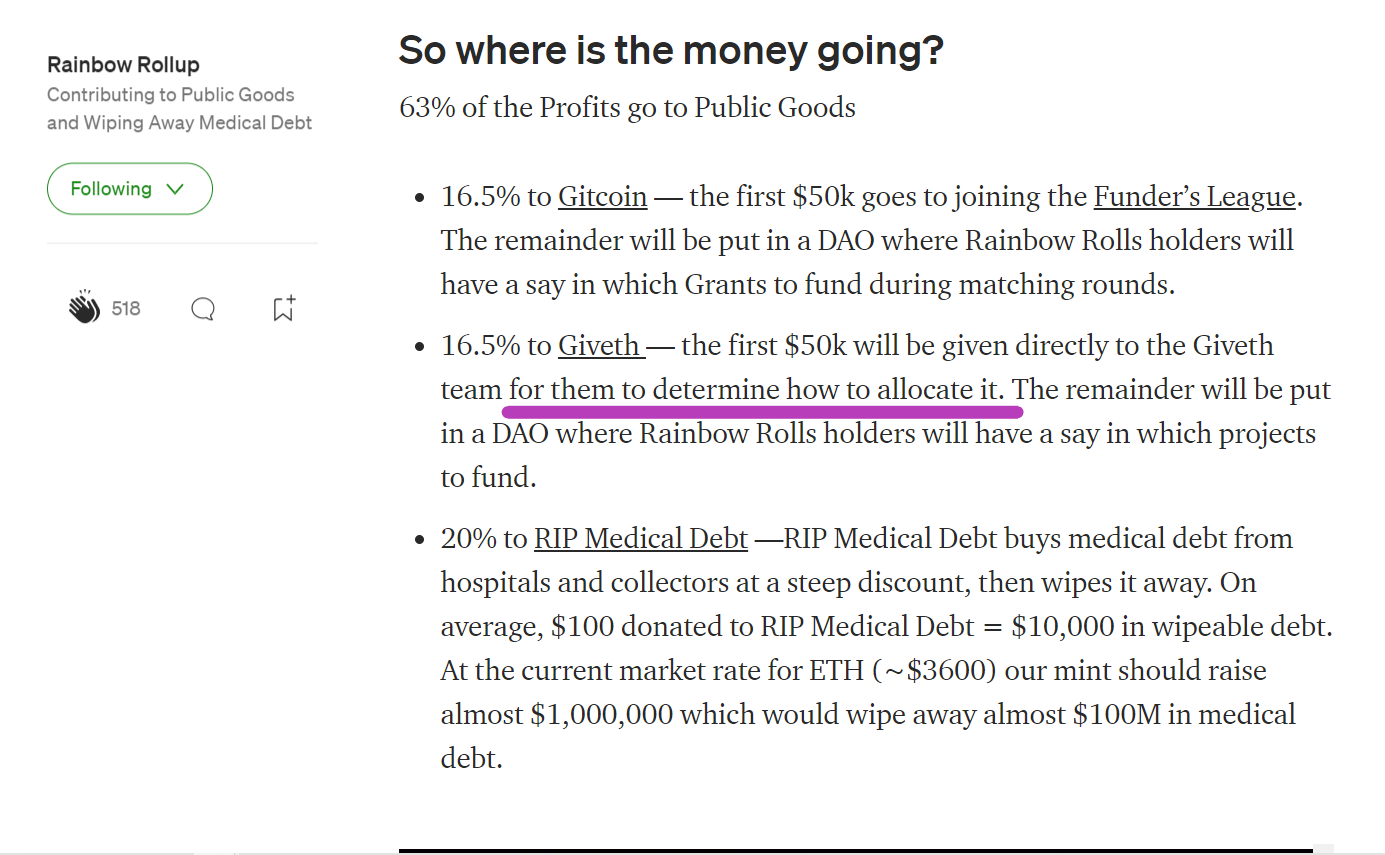 Rainbow Rollup
Contributing to Public Goods
and Wiping Away Medical Debt
Following
518
So where is the money going?
63% of the Profits go to Public Goods
• 16.5% to Gitcoin — the first $50k goes to joining the Funder’s League.
The remainder will be put in a DAO where Rainbow Rolls holders will
have a say in which Grants to fund during matching rounds.
• 16.5% to Giveth — the first $50k will be given directly to the Giveth
team for them to determine how to allocate it. The remainder will be put
in a DAO where Rainbow Rolls holders will have a say in which projects
to fund.
• 20% to RIP Medical Debt —RIP Medical Debt buys medical debt from
hospitals and collectors at a steep discount, then wipes it away. On
average, $100 donated to RIP Medical Debt = $10,000 in wipeable debt.
At the current market rate for ETH (~$3600) our mint should raise
almost $1,000,000 which would wipe away almost $100M in medical
debt.